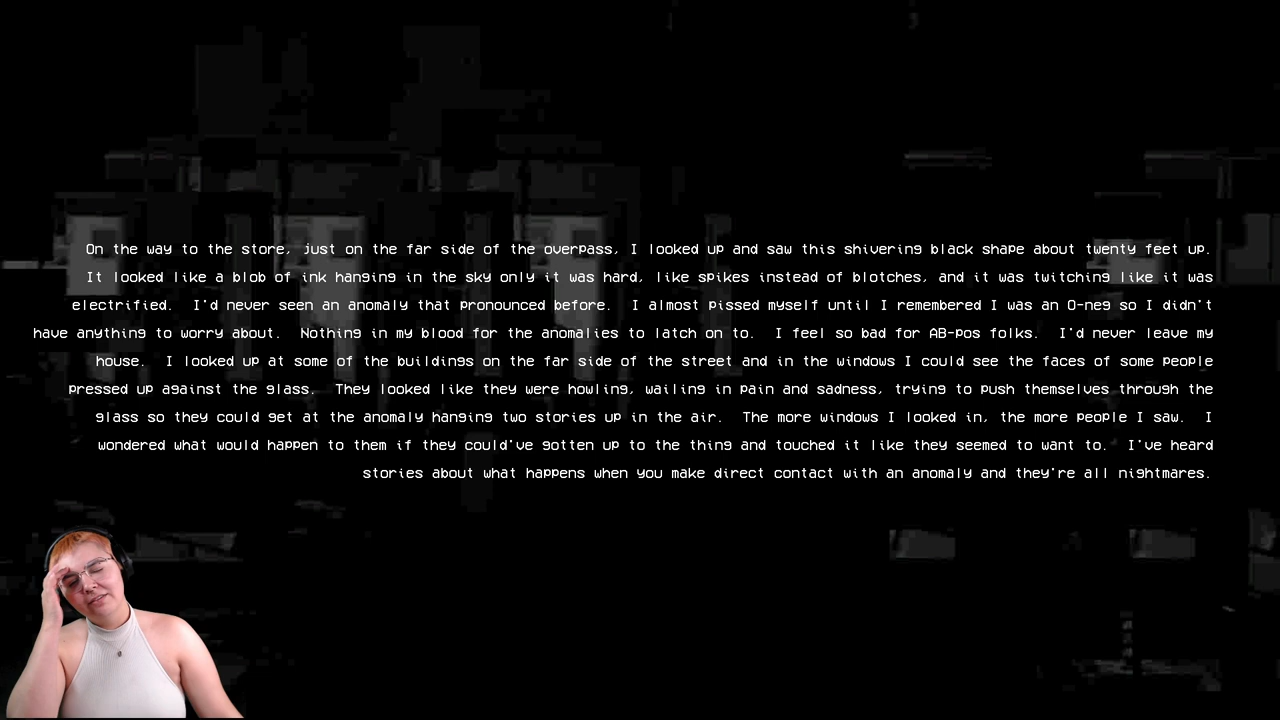 On the way to the store, just on the far side of the overpass, I looked up and saw this shivering black shape about twenty feet up.
It looked like a blob of ink hanging in the sky only it was hard, like spikes instead of blotches, and it was twitching like it was
electrified.  I'd never seen an anomaly that pronounced before.  I almost pissed myself until I remembered I was an O-neg so I didn't
have anything to worry about.  Nothing in my blood for the anomalies to latch on to.  I feel so bad for AB-pos folks.  I'd never leave my
house.  I looked up at some of the buildings on the far side of the street and in the windows I could see the faces of some people
pressed up against the glass.  They looked like they were howling, wailing in pain and sadness, trying to push themselves through the
glass so they could get at the anomaly hanging two stories up in the air.  The more windows I looked in, the more people I saw.  I
wondered what would happen to them if they could've gotten up to the thing and touched it like they seemed to want to.  I've heard
stories about what happens when you make direct contact with an anomaly and they're all nightmares.